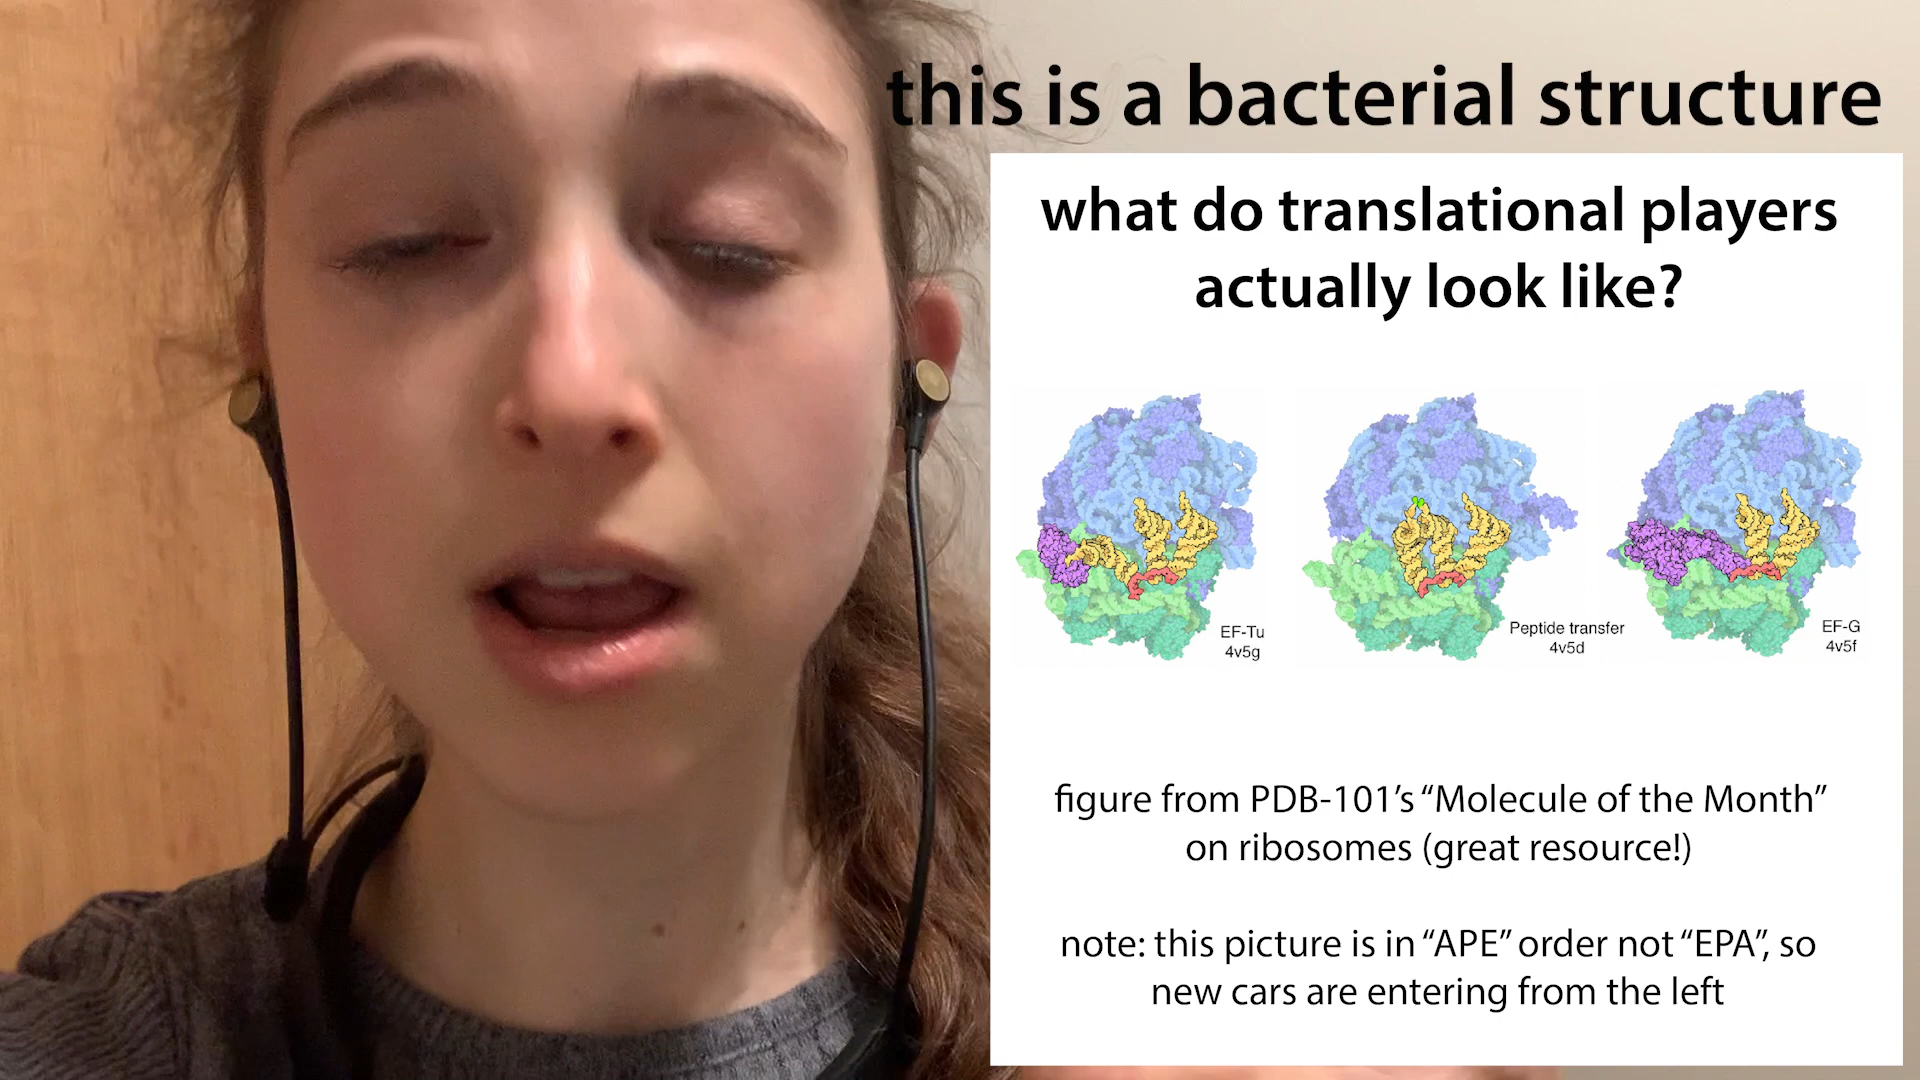 this is a bacterial structure
what do translational players
actually look like?
EF-Tu
4v5g
Peptide transfer
4v5d
EF-G
4v5f
figure from PDB-101's “Molecule of the Month”
on ribosomes (great resource!)
note: this picture is in “APE” order not “EPA”, so
new cars are entering from the left